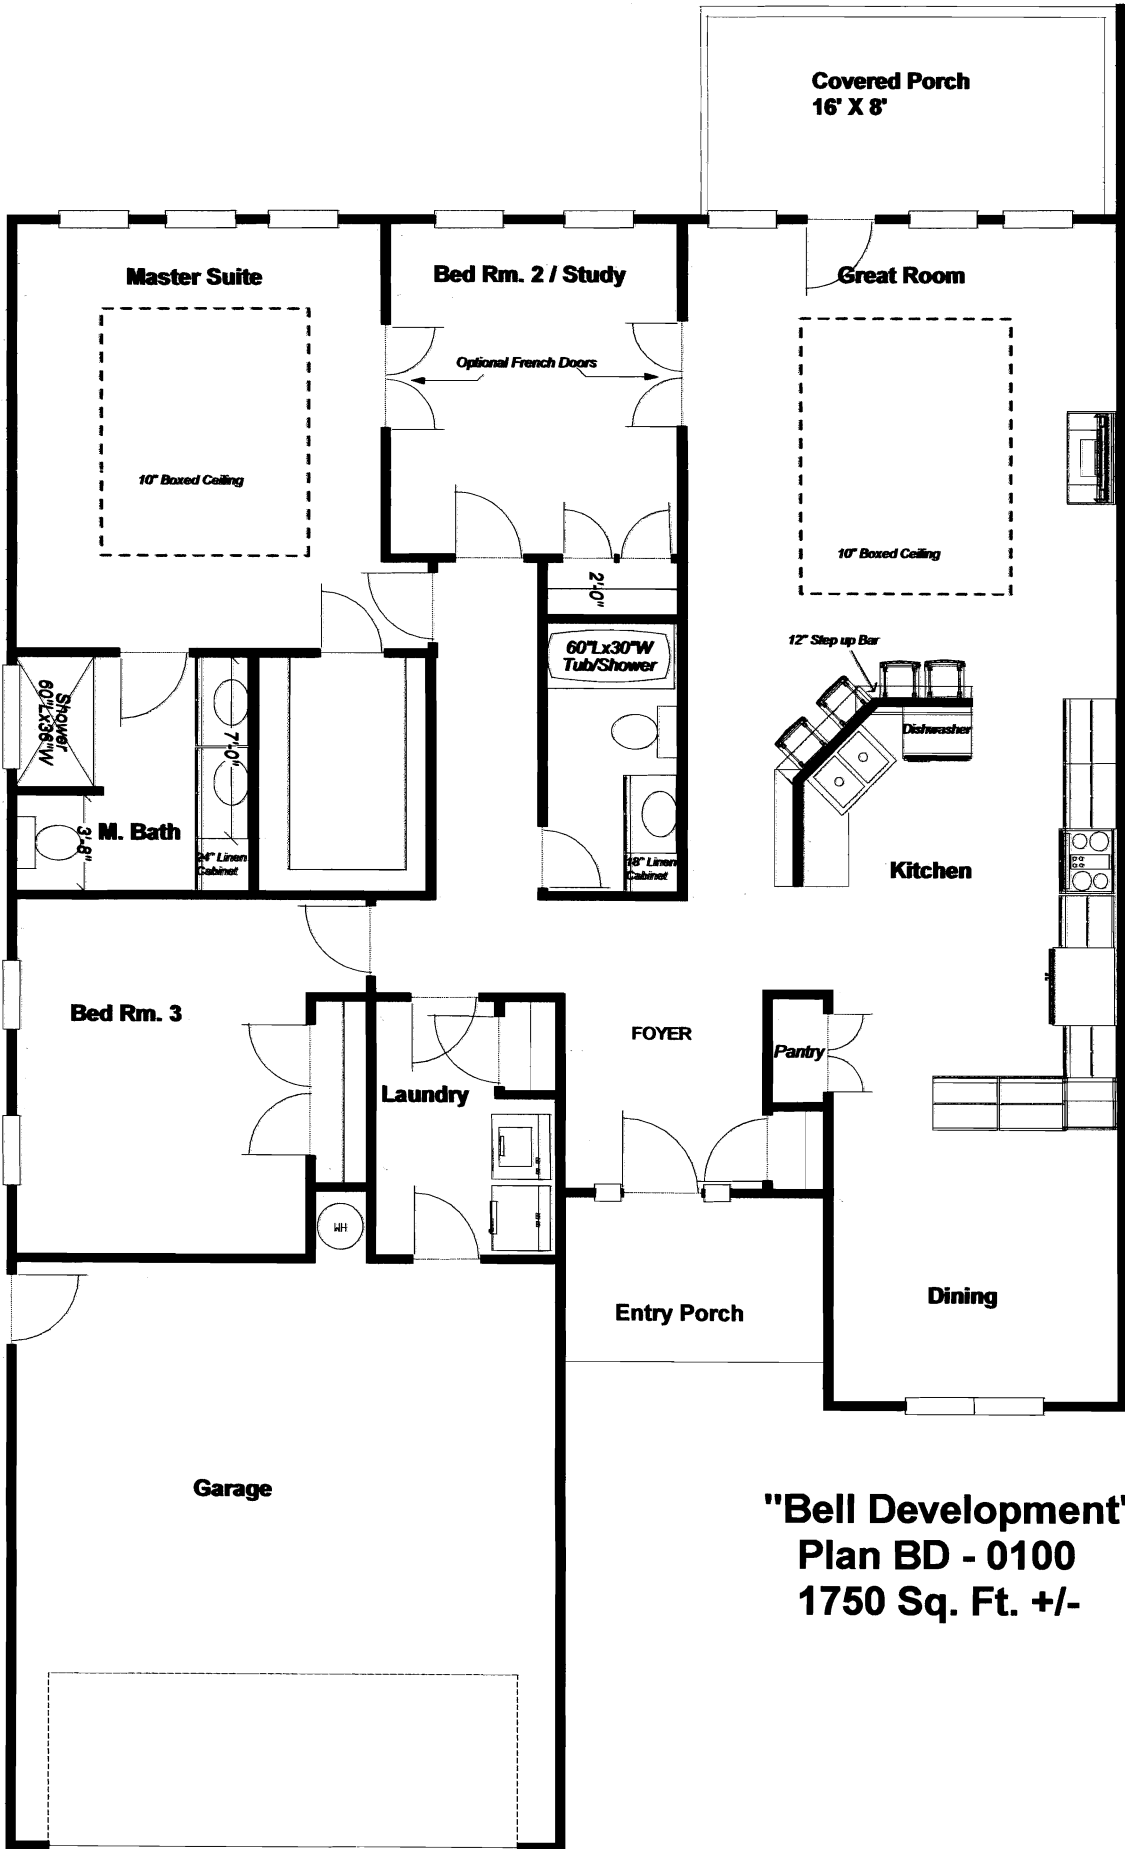 Covered Porch
16' X 8'
Master Suite
Bed Rm. 2 / Study
Great Room
Optional French Doors
10" Boxed Ceiling
10" Boxed Ceiling
2'-0"
12" Step up Bar
60"Lx30"W
Tub/Shower
Shower
60"Lx36"W
7'-0"
Dishwasher
M. Bath
3'-8"
24" Linen
Cabinet
18" Linen
Cabinet
Kitchen
Bed Rm. 3
FOYER
Pantry
Laundry
WH
Entry Porch
Dining
Garage
"Bell Development"
Plan BD - 0100
1750 Sq. Ft. +/-